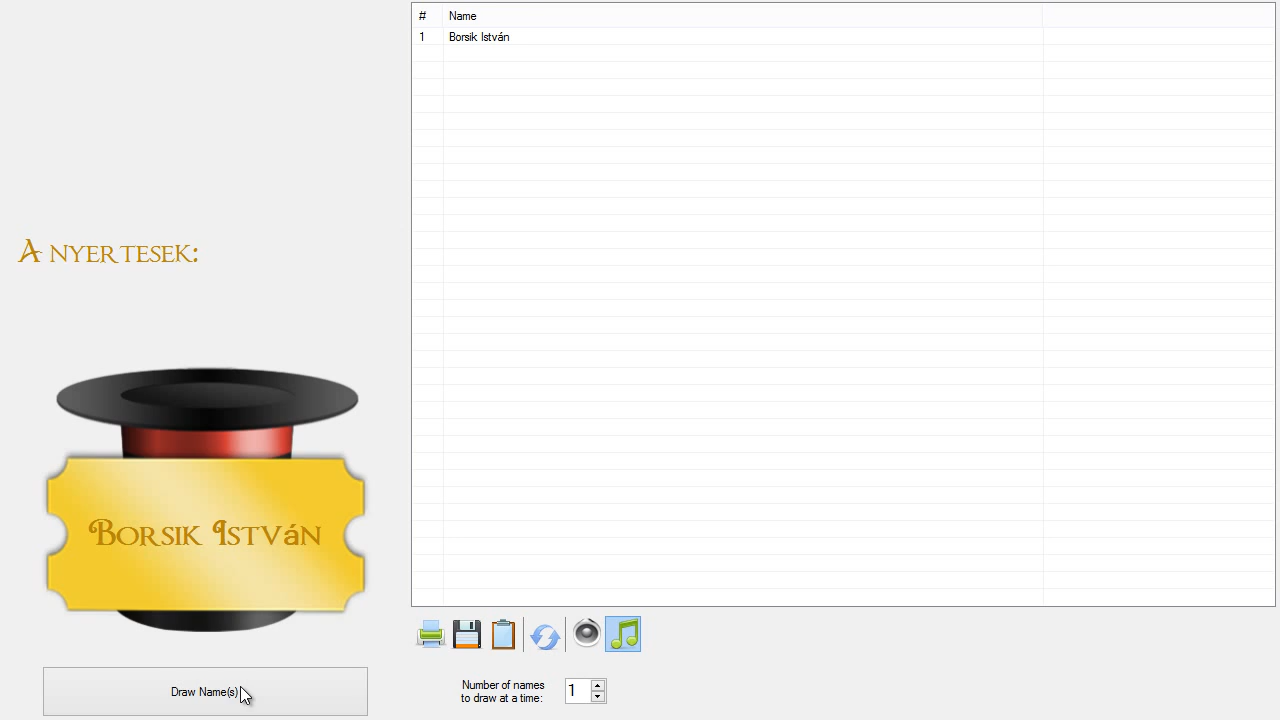 # Name
1 Borsik István
A nyertesek:
Borsik István
Draw Name(s)
Number of names
to draw at a time:
1